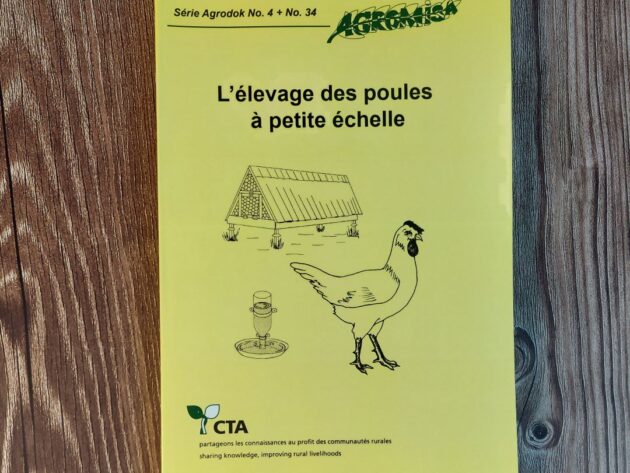 Série Agrodok No. 4 + No. 34
AGROMISA
L'élevage des poules
à petite échelle
CTA
partageons les connaissances au profit des communautés rurales
sharing knowledge, improving rural livelihoods